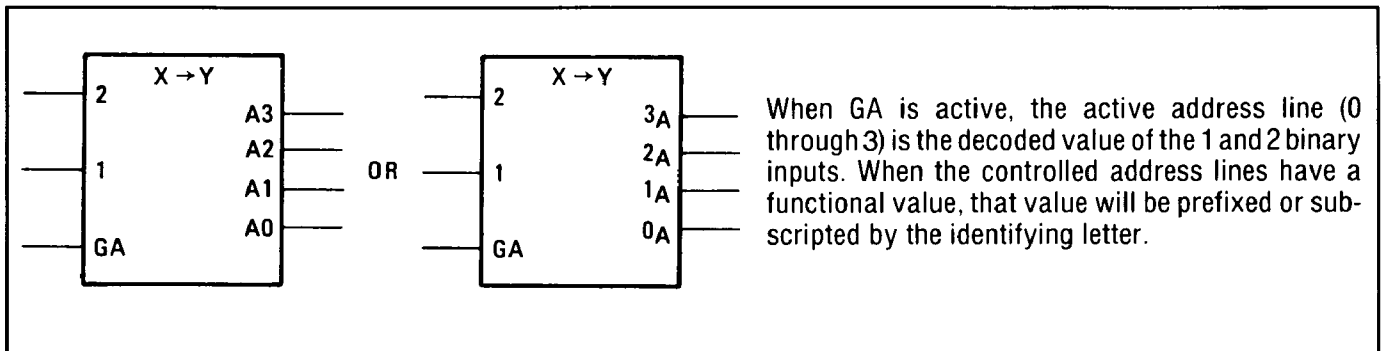 X→Y
2
1
GA
A3
A2
A1
A0
OR
X→Y
2
1
GA
3A
2A
1A
0A
When GA is active, the active address line (0
through 3) is the decoded value of the 1 and 2 binary
inputs. When the controlled address lines have a
functional value, that value will be prefixed or sub-
scripted by the identifying letter.